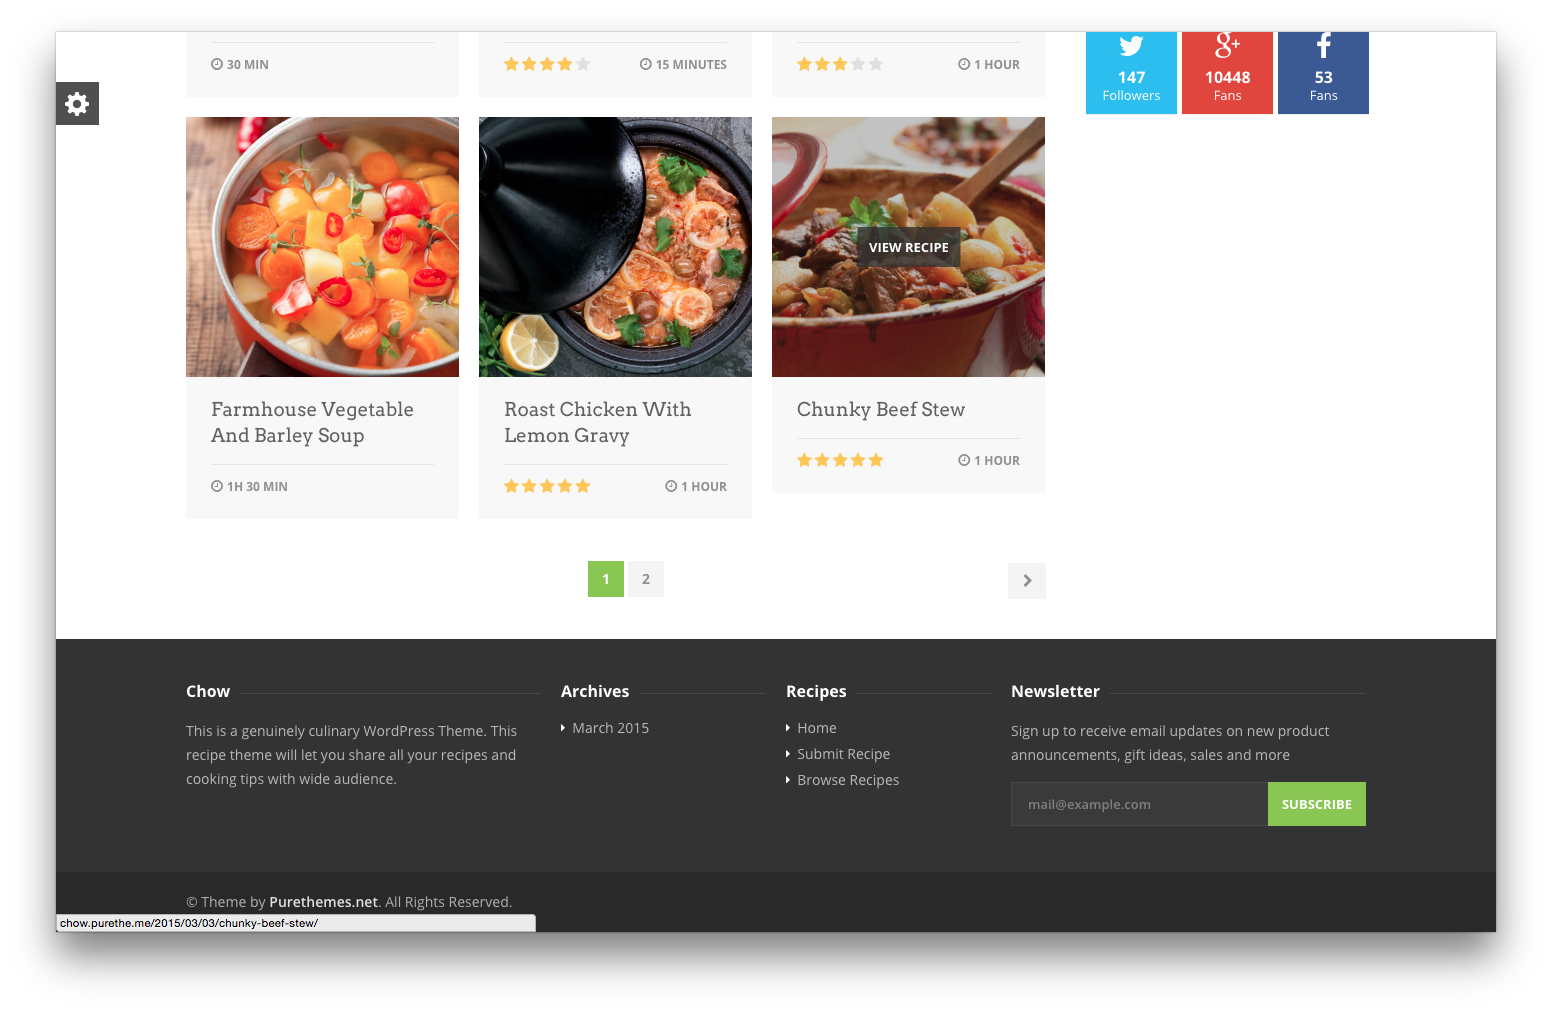 30 MIN
15 MINUTES
1 HOUR
147
Followers
10448
Fans
53
Fans
VIEW RECIPE
Farmhouse Vegetable
And Barley Soup
1H 30 MIN
Roast Chicken With
Lemon Gravy
1 HOUR
Chunky Beef Stew
1 HOUR
1 2
Chow
This is a genuinely culinary WordPress Theme. This
recipe theme will let you share all your recipes and
cooking tips with wide audience.
Archives
March 2015
Recipes
Home
Submit Recipe
Browse Recipes
Newsletter
Sign up to receive email updates on new product
announcements, gift ideas, sales and more
mail@example.com
SUBSCRIBE
© Theme by Purethemes.net. All Rights Reserved.
chow.purethe.me/2015/03/03/chunky-beef-stew/